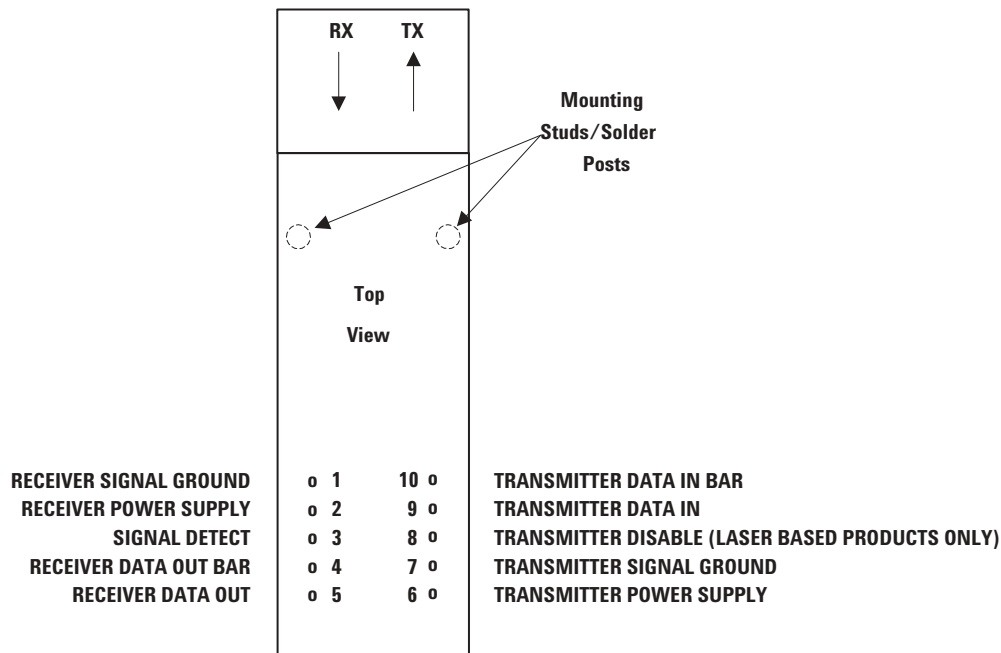 RX TX
Mounting
Studs/Solder
Posts
Top
View
RECEIVER SIGNAL GROUND o 1 10 o TRANSMITTER DATA IN BAR
RECEIVER POWER SUPPLY o 2 9 o TRANSMITTER DATA IN
SIGNAL DETECT o 3 8 o TRANSMITTER DISABLE (LASER BASED PRODUCTS ONLY)
RECEIVER DATA OUT BAR o 4 7 o TRANSMITTER SIGNAL GROUND
RECEIVER DATA OUT o 5 6 o TRANSMITTER POWER SUPPLY